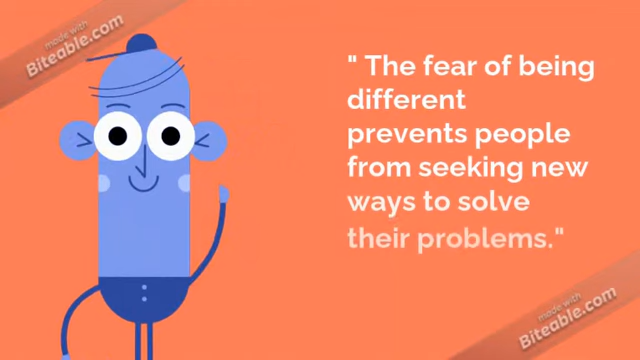 made with
Biteable.com
" The fear of being
different
prevents people
from seeking new
ways to solve
their problems."
made with
Biteable.com